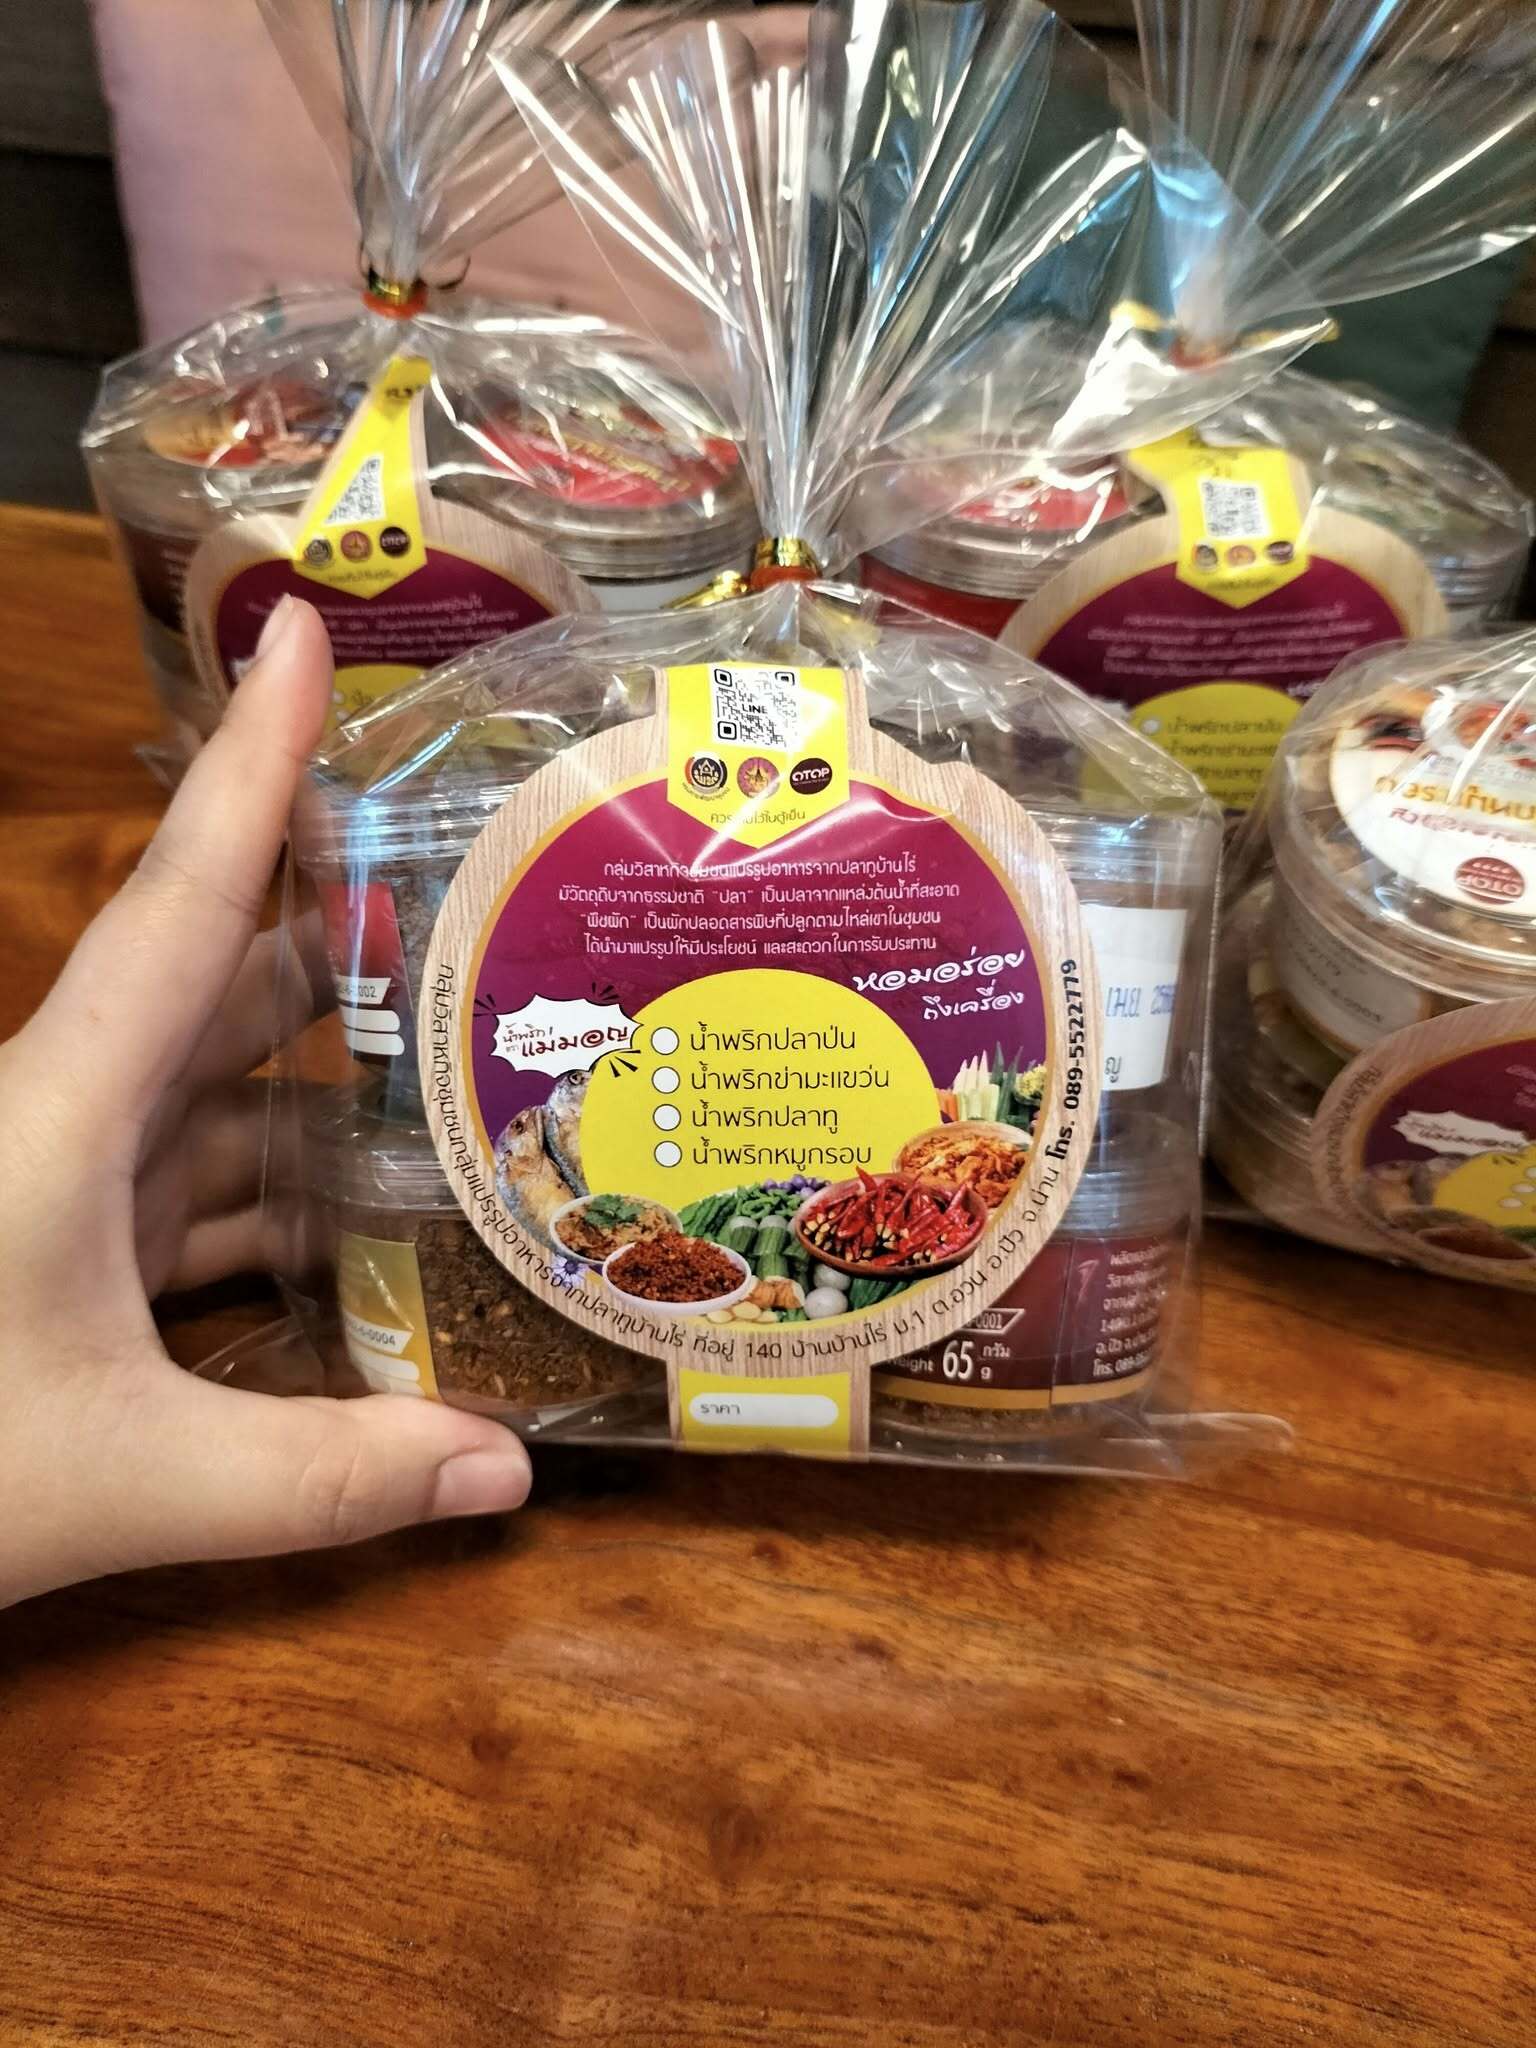 LINE
OTOP
กลุ่มวิสาหกิจชุมชนแปรรูปอาหารจากปลาทูบ้านไร่
มีวัตถุดิบจากธรรมชาติ "ปลา" เป็นปลาจากแหล่งต้นน้ำที่สะอาด
"พืชผัก" เป็นผักปลอดสารพิษที่ปลูกตามไหล่เขาในชุมชน
ได้นำมาแปรรูปให้มีประโยชน์ และสะดวกในการรับประทาน
หอมอร่อย
ถึงเครื่อง
น้ำพริก
ตรา แม่มอญ
น้ำพริกปลาป่น
น้ำพริกข่ามะแขว่น
น้ำพริกปลาทู
น้ำพริกหมูกรอบ
กลุ่มวิสาหกิจชุมชนกลุ่มแปรรูปอาหารจากปลาทูบ้านไร่ ที่อยู่ 140 บ้านบ้านไร่ ม.1 ต.อวน อ.ปัว จ.น่าน โทร. 089-5522779
ราคา
65 กรัม
g
เม.ย.
น้ำพริกปลาป่น
OTOP